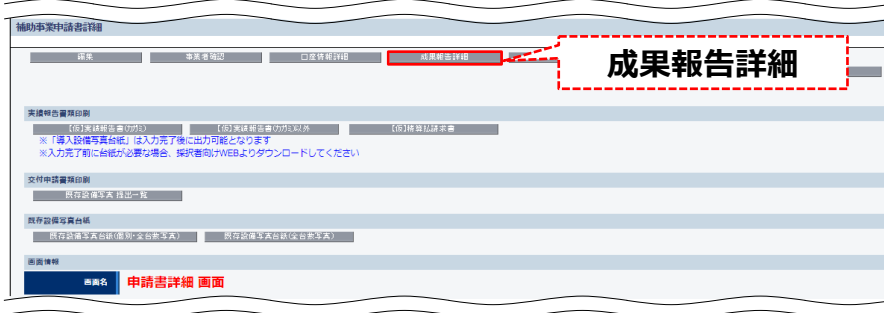 補助事業申請書詳細
編集 事業者確認 口座情報詳細 成果報告詳細
成果報告詳細
実績報告書類印刷
【仮】実績報告書(カガミ) 【仮】実績報告書(カガミ)以外 【仮】精算払請求書
※「導入設備写真台紙」は入力完了後に出力可能となります
※入力完了前に台紙が必要な場合、採択者向けWEBよりダウンロードしてください
交付申請書類印刷
既存設備写真 提出一覧
既存設備写真台紙
既存設備写真台紙(個別・全台数写真) 既存設備写真台紙(全台数写真)
画面情報
画面名 申請書詳細 画面